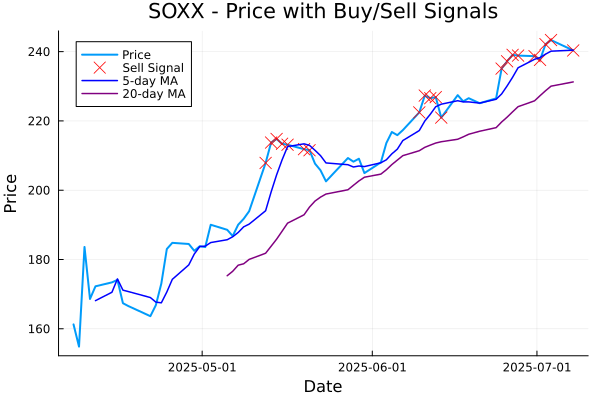 SOXX - Price with Buy/Sell Signals
Price
Sell Signal
5-day MA
20-day MA
240
220
200
180
160
Price
2025-05-01
2025-06-01
2025-07-01
Date